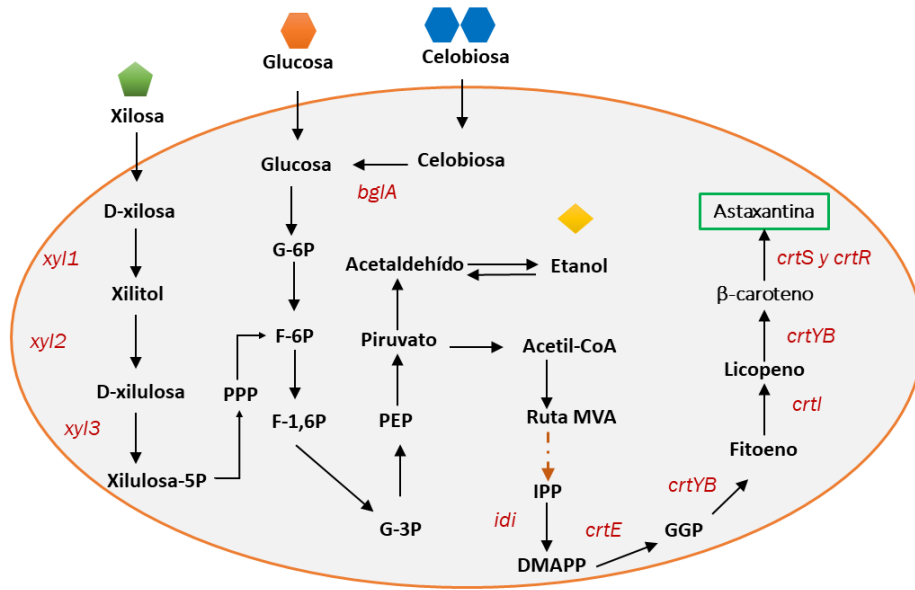 Glucosa
Celobiosa
Xilosa
Glucosa
Celobiosa
bglA
D-xilosa
xyl1
Xilitol
xyl2
D-xilulosa
xyl3
Xilulosa-5P
PPP
G-6P
F-6P
F-1,6P
G-3P
PEP
Piruvato
Acetaldehído
Etanol
Acetil-CoA
Ruta MVA
IPP
idi
DMAPP
crtE
GGP
crtYB
Fitoeno
crtI
Licopeno
crtYB
β-caroteno
crtS y crtR
Astaxantina